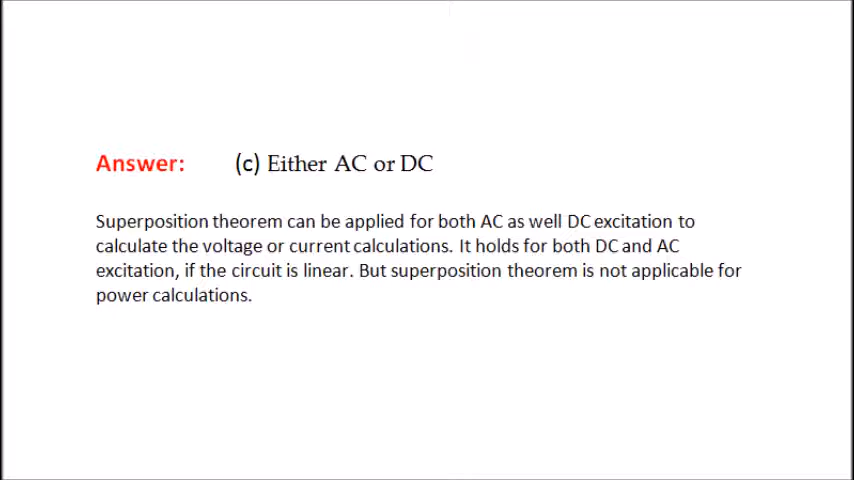 Answer: (c) Either AC or DC
Superposition theorem can be applied for both AC as well DC excitation to
calculate the voltage or current calculations. It holds for both DC and AC
excitation, if the circuit is linear. But superposition theorem is not applicable for
power calculations.